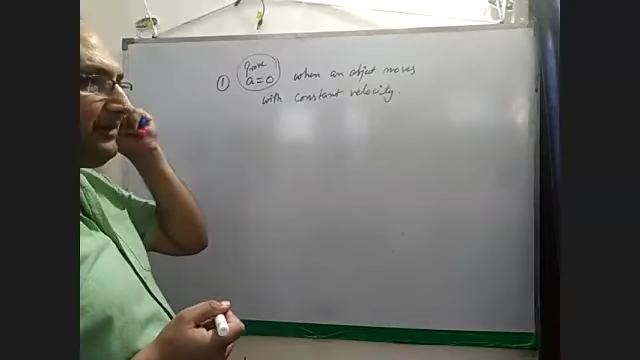 Prove
① a = 0 when an object moves
with constant velocity.